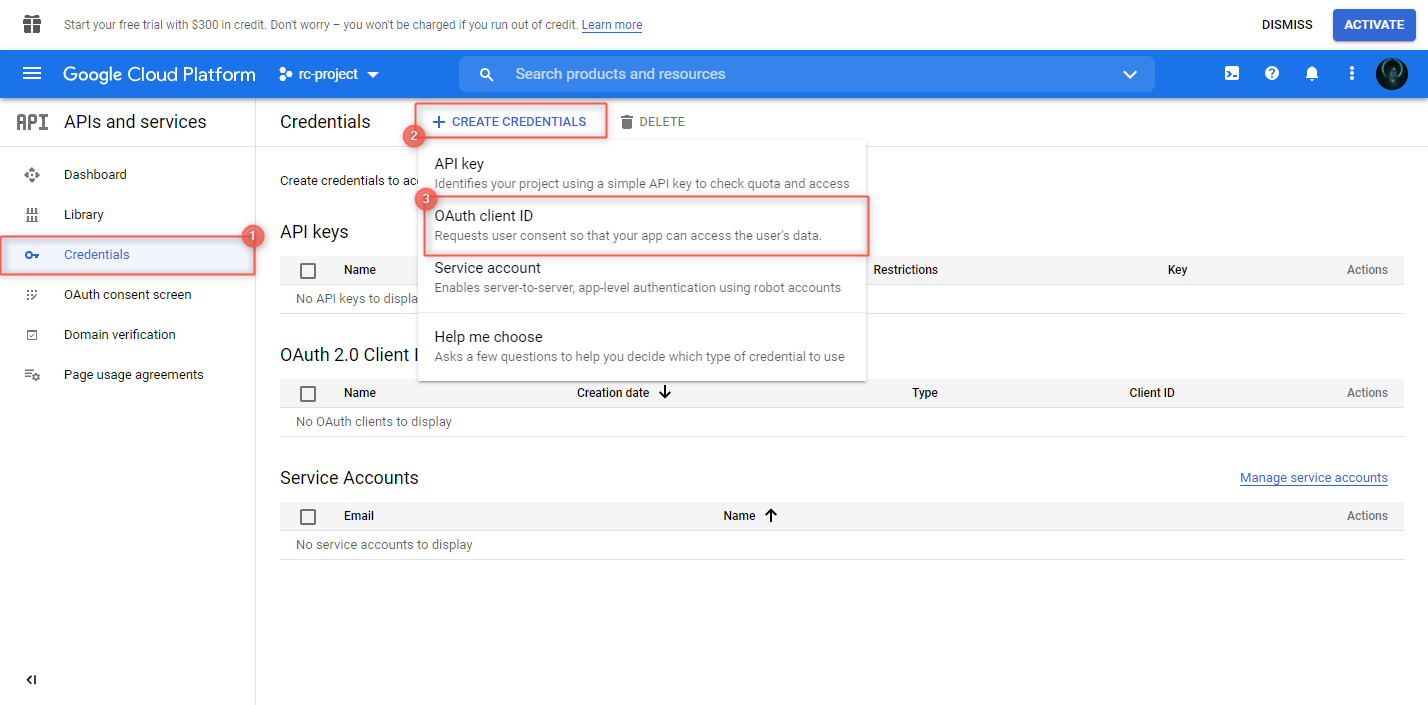 Start your free trial with $300 in credit. Don't worry – you won't be charged if you run out of credit. Learn more
DISMISS
ACTIVATE
Google Cloud Platform
rc-project
Search products and resources
API
APIs and services
Credentials
CREATE CREDENTIALS
DELETE
2
Dashboard
Library
Credentials
1
OAuth consent screen
Domain verification
Page usage agreements
Create credentials to acc
API key
Identifies your project using a simple API key to check quota and access
3
OAuth client ID
Requests user consent so that your app can access the user's data.
Service account
Enables server-to-server, app-level authentication using robot accounts
Help me choose
Asks a few questions to help you decide which type of credential to use
API keys
Name Restrictions Key Actions
No API keys to displa
OAuth 2.0 Client I
Name Creation date Type Client ID Actions
No OAuth clients to display
Service Accounts
Manage service accounts
Email Name Actions
No service accounts to display